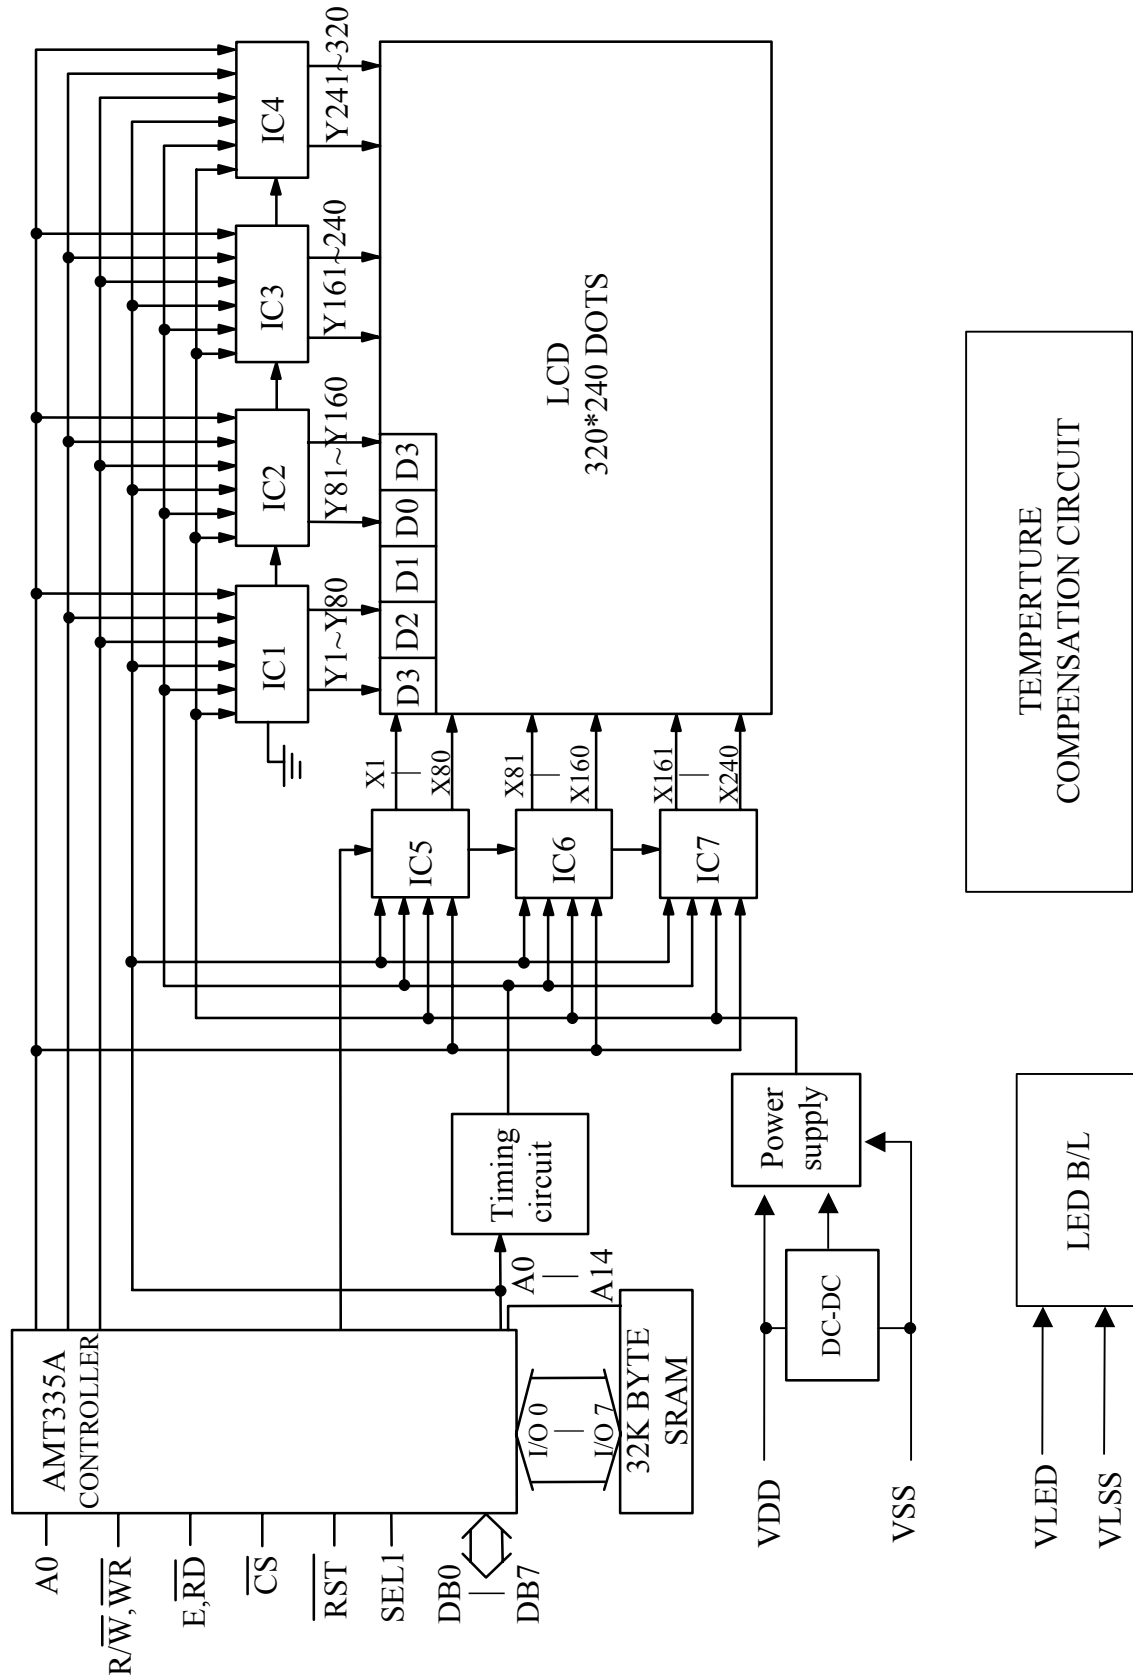 A0
R/W,WR
E,RD
CS
RST
SEL1
DB0
DB7
AMT335A
CONTROLLER
I/O 0
I/O 7
32K BYTE
SRAM
A0
A14
Timing
circuit
IC1
IC2
IC3
IC4
Y1~Y80
Y81~Y160
Y161~240
Y241~320
D3
D2
D1
D0
D3
LCD
320*240 DOTS
X1
X80
X81
X160
X161
X240
IC5
IC6
IC7
VDD
VSS
DC-DC
Power
supply
VLED
VLSS
LED B/L
TEMPERTURE
COMPENSATION CIRCUIT